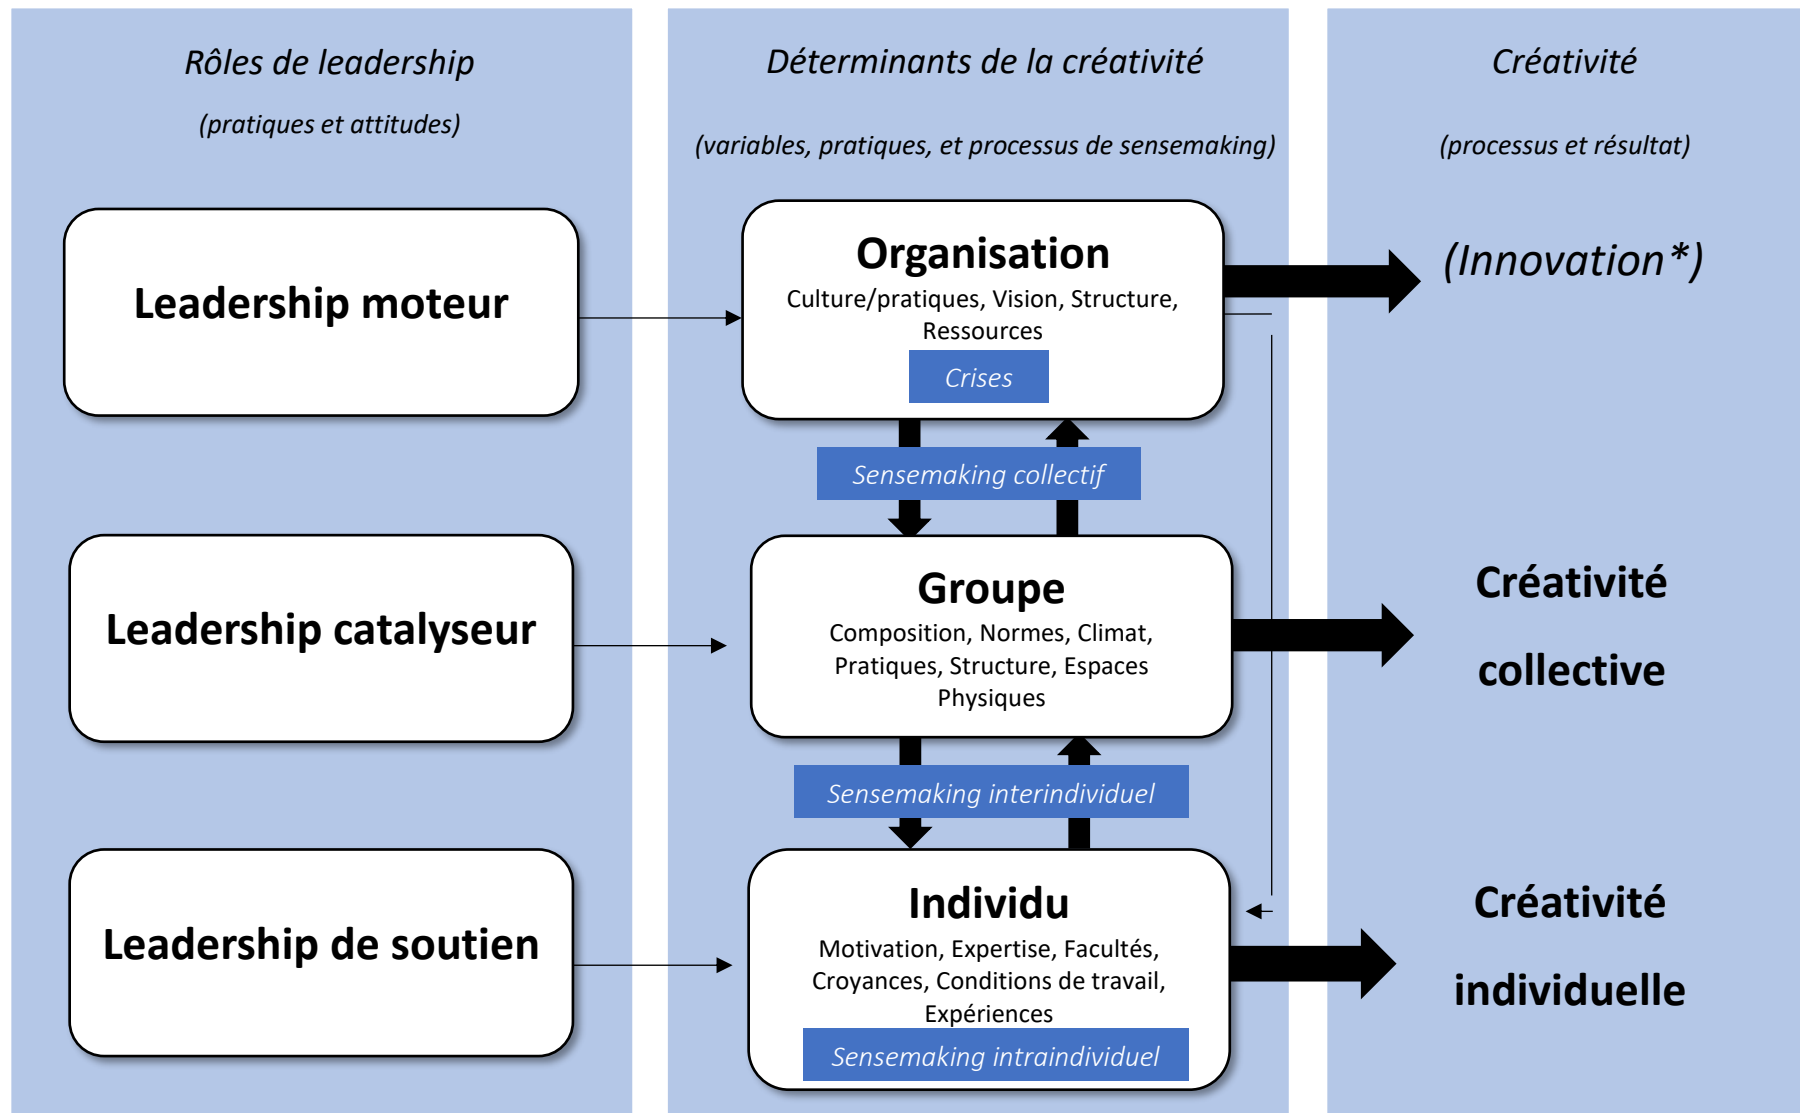 Rôles de leadership
(pratiques et attitudes)
Leadership moteur
Leadership catalyseur
Leadership de soutien
Déterminants de la créativité
(variables, pratiques, et processus de sensemaking)
Organisation
Culture/pratiques, Vision, Structure,
Ressources
Crises
Sensemaking collectif
Groupe
Composition, Normes, Climat,
Pratiques, Structure, Espaces
Physiques
Sensemaking interindividuel
Individu
Motivation, Expertise, Facultés,
Croyances, Conditions de travail,
Expériences
Sensemaking intraindividuel
Créativité
(processus et résultat)
(Innovation*)
Créativité
collective
Créativité
individuelle